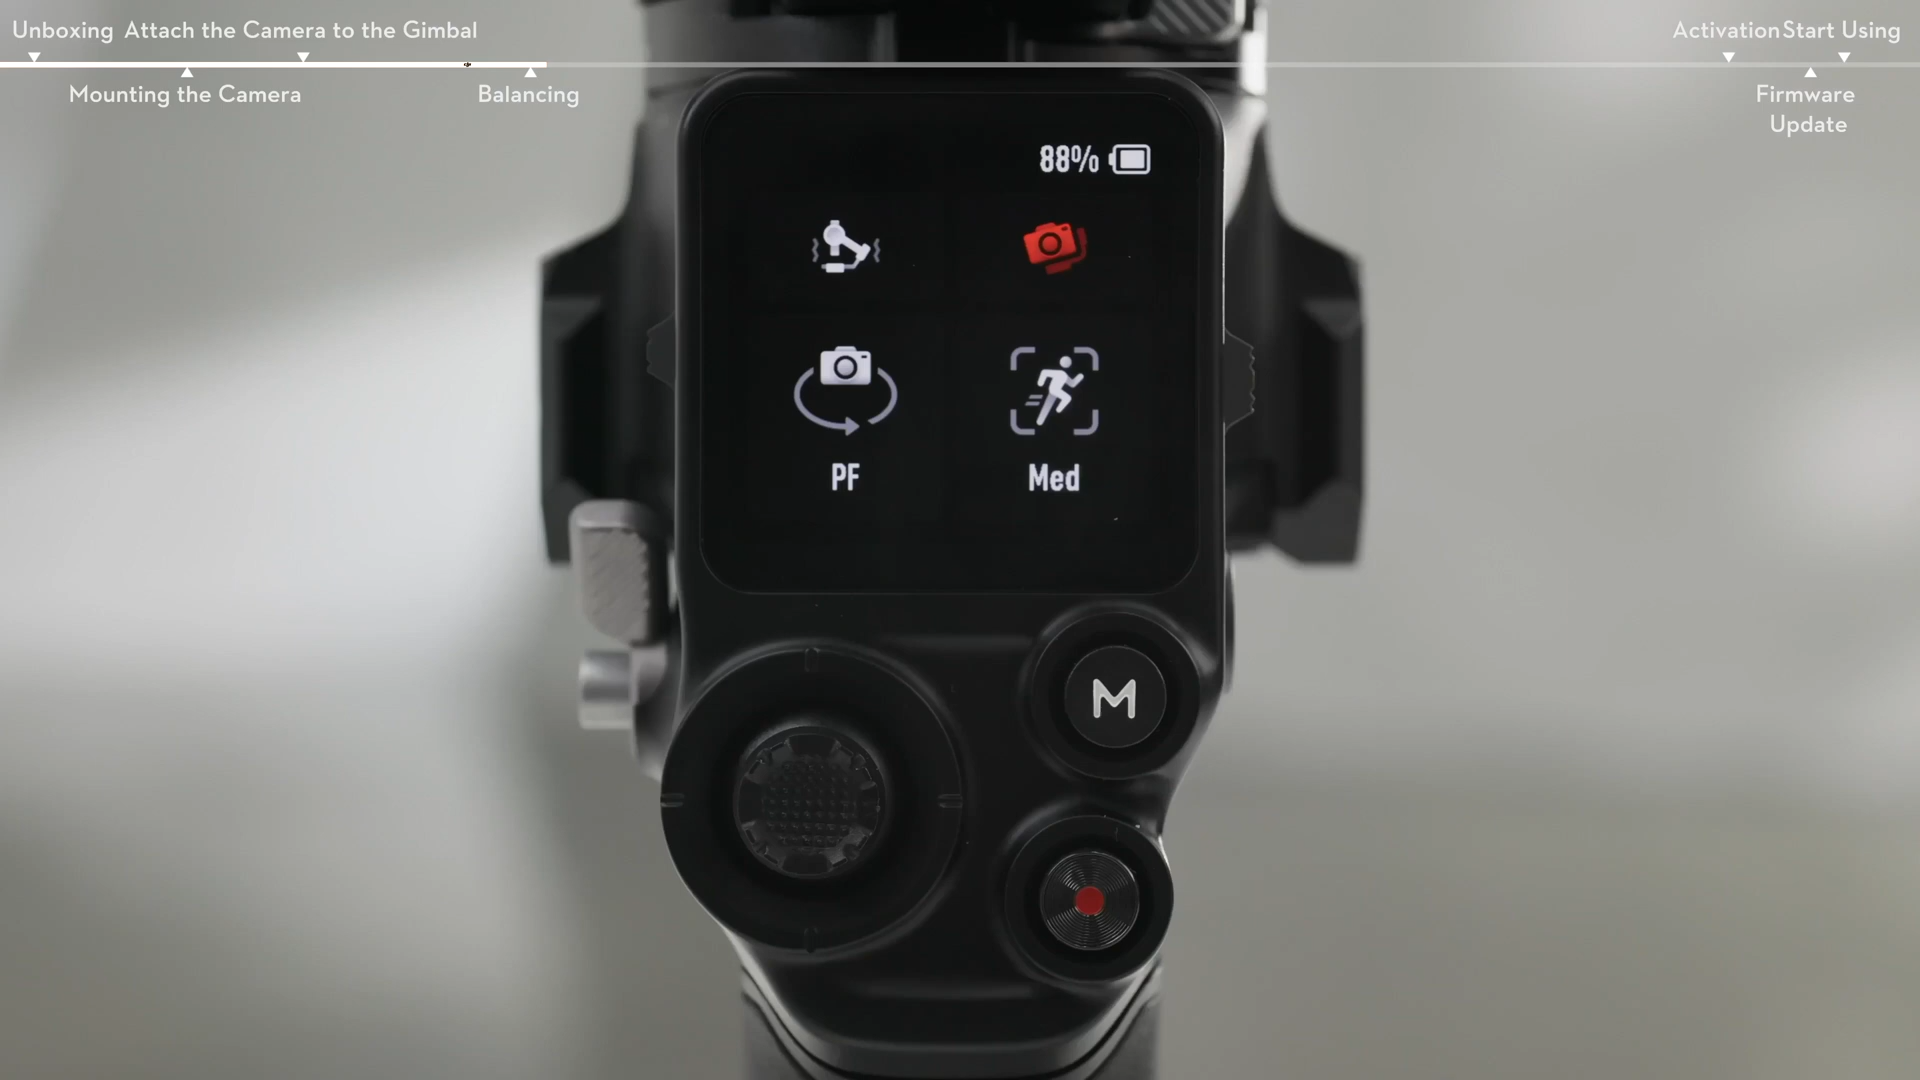 Unboxing
Attach the Camera to the Gimbal
Activation
Start Using
Mounting the Camera
Balancing
Firmware
Update
88%
PF
Med
M